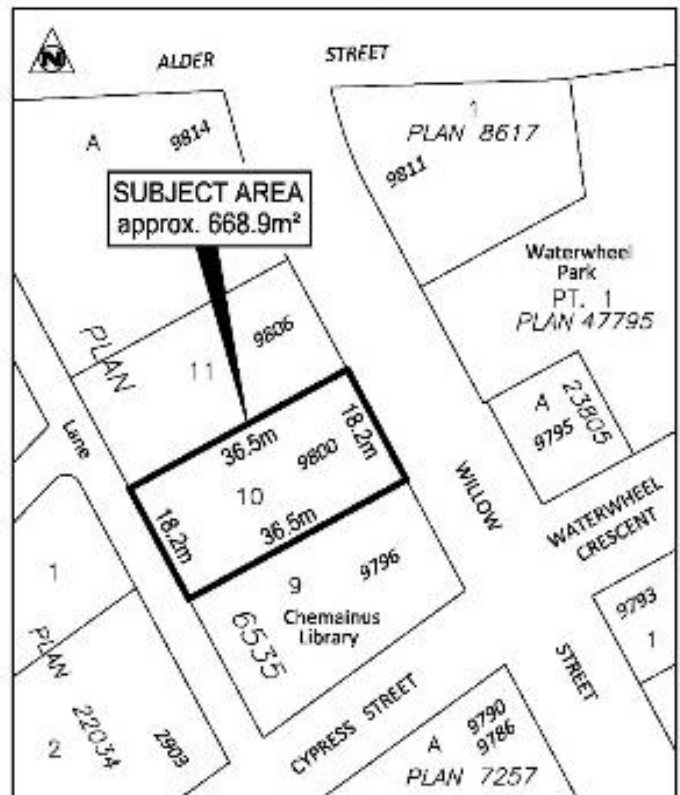 N
ALDER STREET
A
9814
1
PLAN 8617
9811
SUBJECT AREA
approx. 668.9m²
Waterwheel
Park
PT. 1
PLAN 47795
PLAN
11
9806
Lane
36.5m
18.2m
9800
10
18.2m
36.5m
A
23805
9795
WILLOW
WATERWHEEL
CRESCENT
1
9
9796
Chemainus
Library
6535
9793
1
PLAN
22034
2
2903
CYPRESS STREET
STREET
A
9790
9786
PLAN 7257